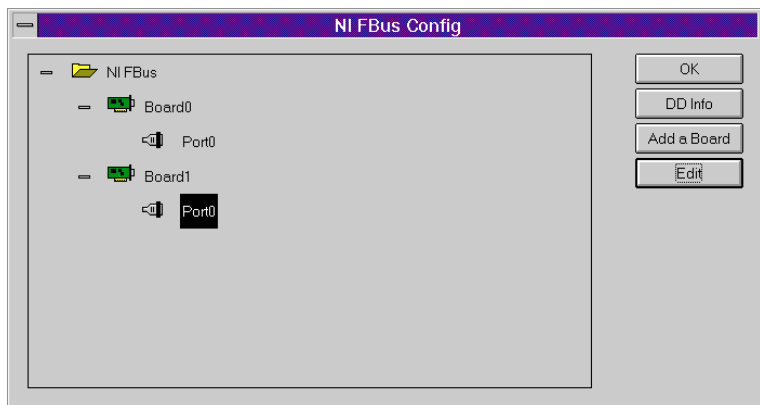 NI FBus Config
NI FBus
Board0
Port0
Board1
Port0
OK
DD Info
Add a Board
Edit